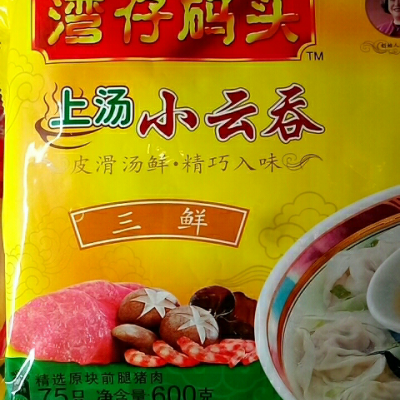 湾仔码头
TM
上汤小云吞
皮滑汤鲜·精巧入味
三鲜
精选原块前腿猪肉
75只 净含量600克